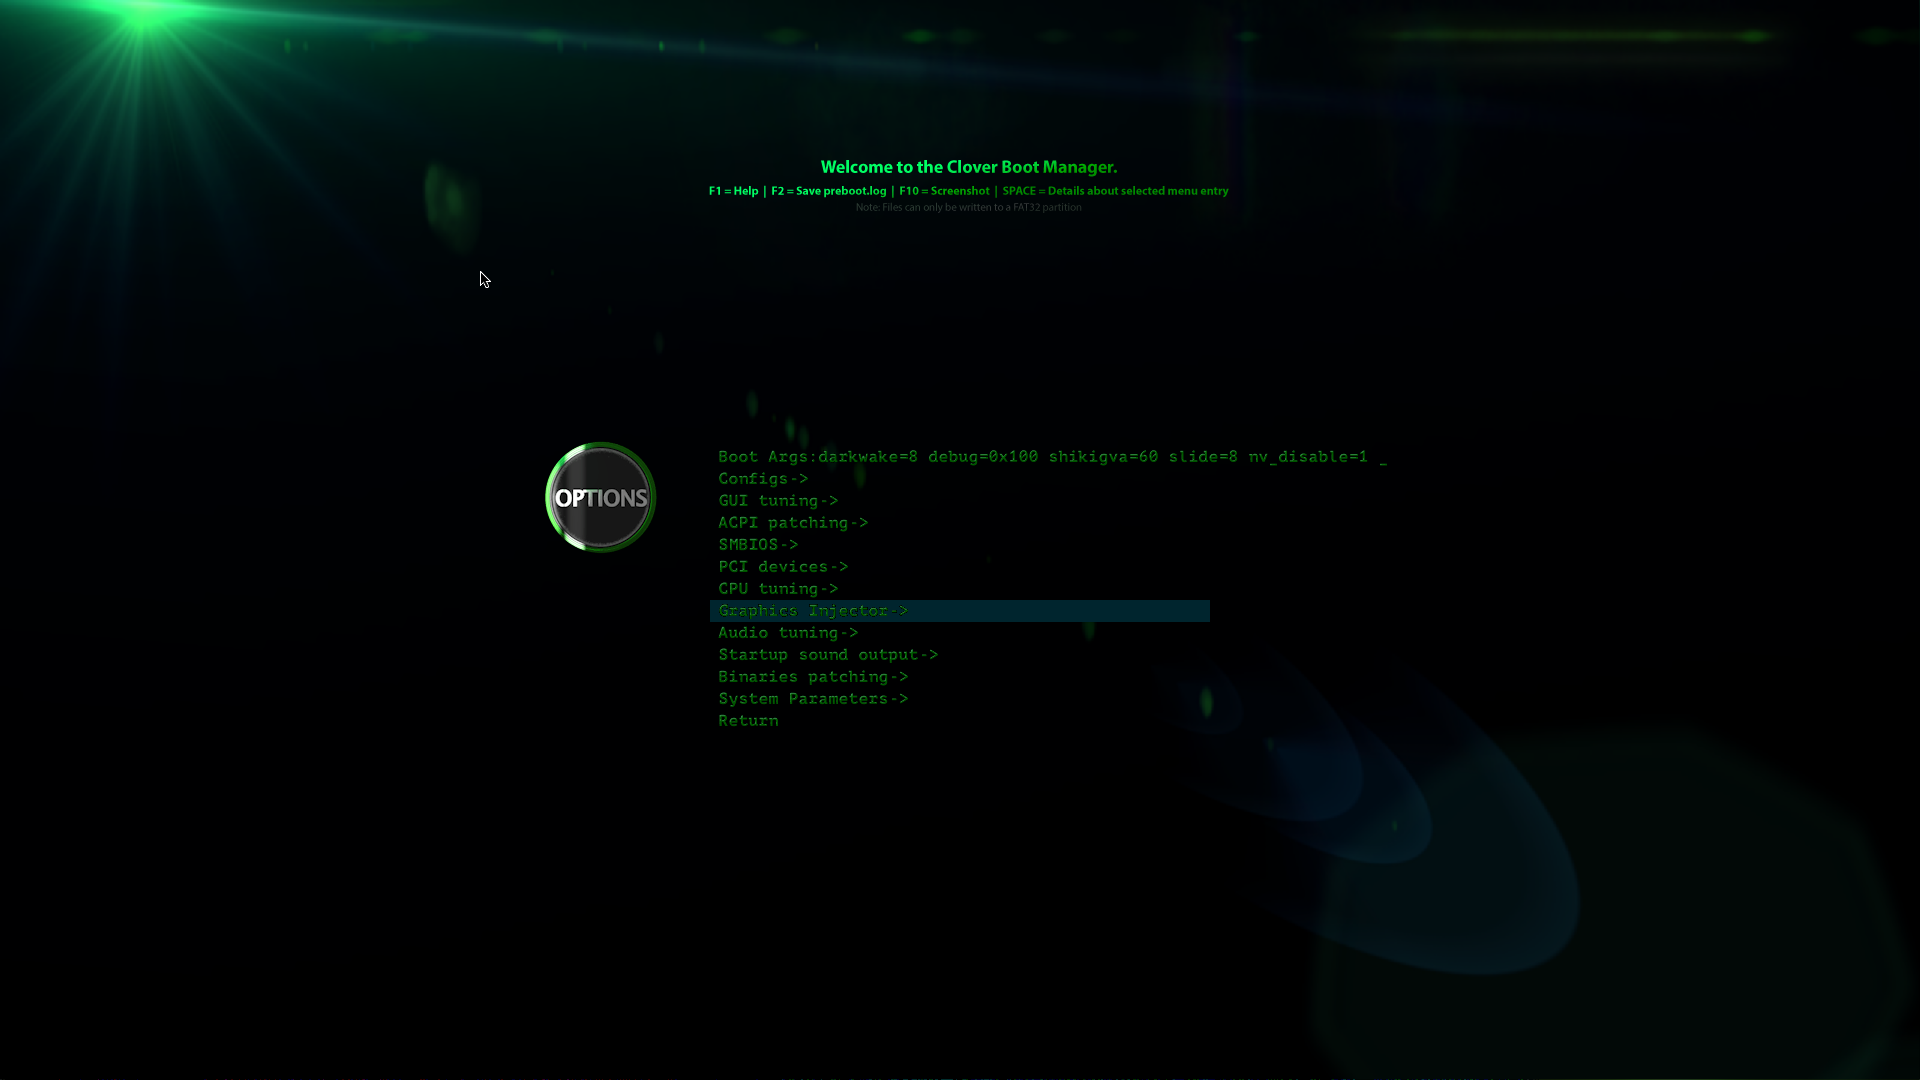 Welcome to the Clover Boot Manager.
F1 = Help | F2 = Save preboot.log | F10 = Screenshot | SPACE = Details about selected menu entry
Note: Files can only be written to a FAT32 partition
OPTIONS
Boot Args:darkwake=8 debug=0x100 shikigva=60 slide=8 nv_disable=1 _
Configs->
GUI tuning->
ACPI patching->
SMBIOS->
PCI devices->
CPU tuning->
Graphics Injector->
Audio tuning->
Startup sound output->
Binaries patching->
System Parameters->
Return